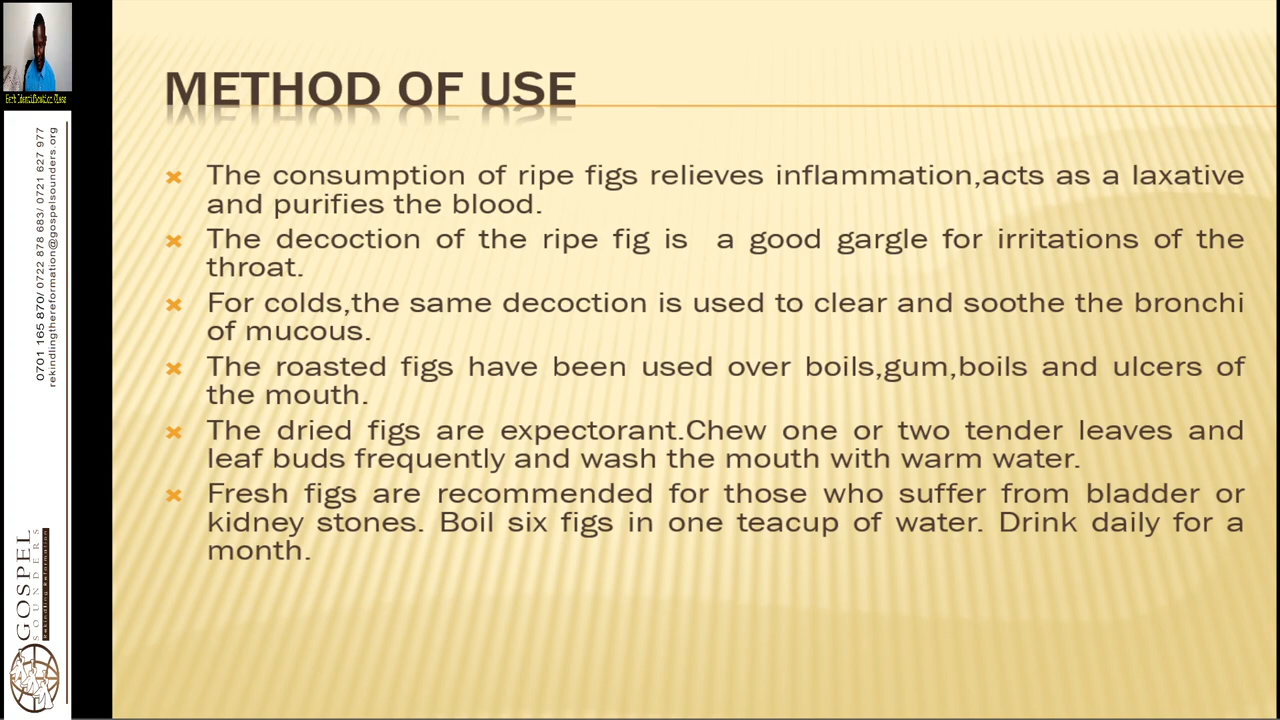 Herb Identification Class
0701 165 870/ 0722 878 683/ 0721 627 977
rekindlingthereformation@gospelsounders.org
GOSPEL
SOUNDERS
Rekindling Reformation
METHOD OF USE
The consumption of ripe figs relieves inflammation,acts as a laxative
and purifies the blood.
The decoction of the ripe fig is a good gargle for irritations of the
throat.
For colds,the same decoction is used to clear and soothe the bronchi
of mucous.
The roasted figs have been used over boils,gum,boils and ulcers of
the mouth.
The dried figs are expectorant.Chew one or two tender leaves and
leaf buds frequently and wash the mouth with warm water.
Fresh figs are recommended for those who suffer from bladder or
kidney stones. Boil six figs in one teacup of water. Drink daily for a
month.